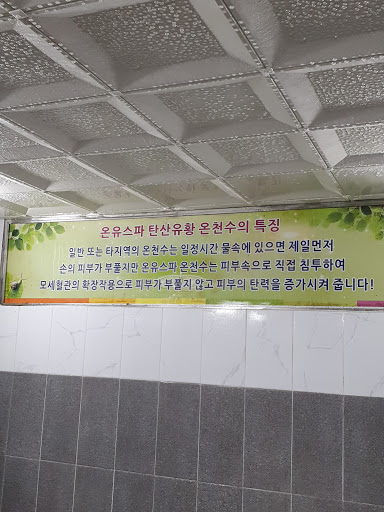 온유스파 탄산유황 온천수의 특징
일반 또는 타지역의 온천수는 일정시간 물속에 있으면 제일먼저
손의 피부가 부풀지만 온유스파 온천수는 피부속으로 직접 침투하여
모세혈관의 확장작용으로 피부가 부풀지 않고 피부의 탄력을 증가시켜 줍니다!